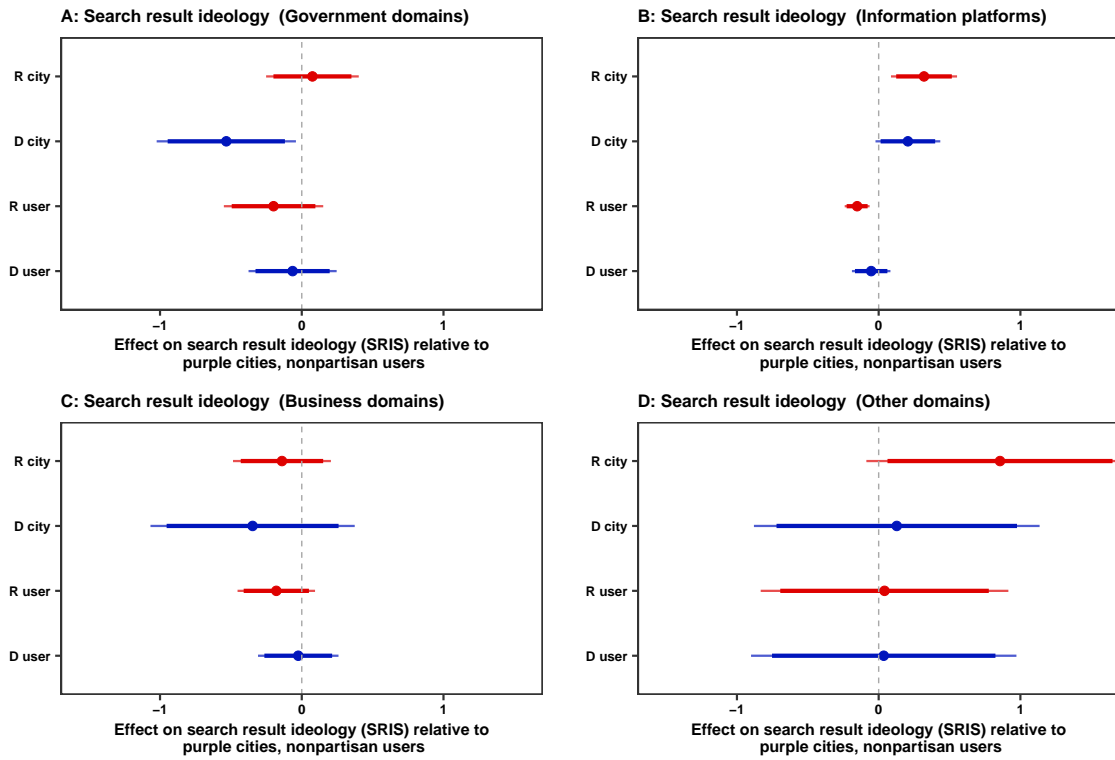 A: Search result ideology  (Government domains)
R city
D city
R user
D user
−1
0
1
Effect on search result ideology (SRIS) relative to
purple cities, nonpartisan users
B: Search result ideology  (Information platforms)
R city
D city
R user
D user
−1
0
1
Effect on search result ideology (SRIS) relative to
purple cities, nonpartisan users
C: Search result ideology  (Business domains)
R city
D city
R user
D user
−1
0
1
Effect on search result ideology (SRIS) relative to
purple cities, nonpartisan users
D: Search result ideology  (Other domains)
R city
D city
R user
D user
−1
0
1
Effect on search result ideology (SRIS) relative to
purple cities, nonpartisan users